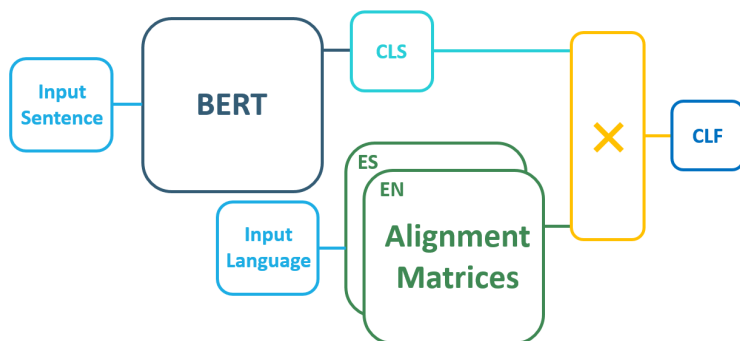 Input
Sentence
BERT
CLS
×
CLF
ES
EN
Input
Language
Alignment
Matrices